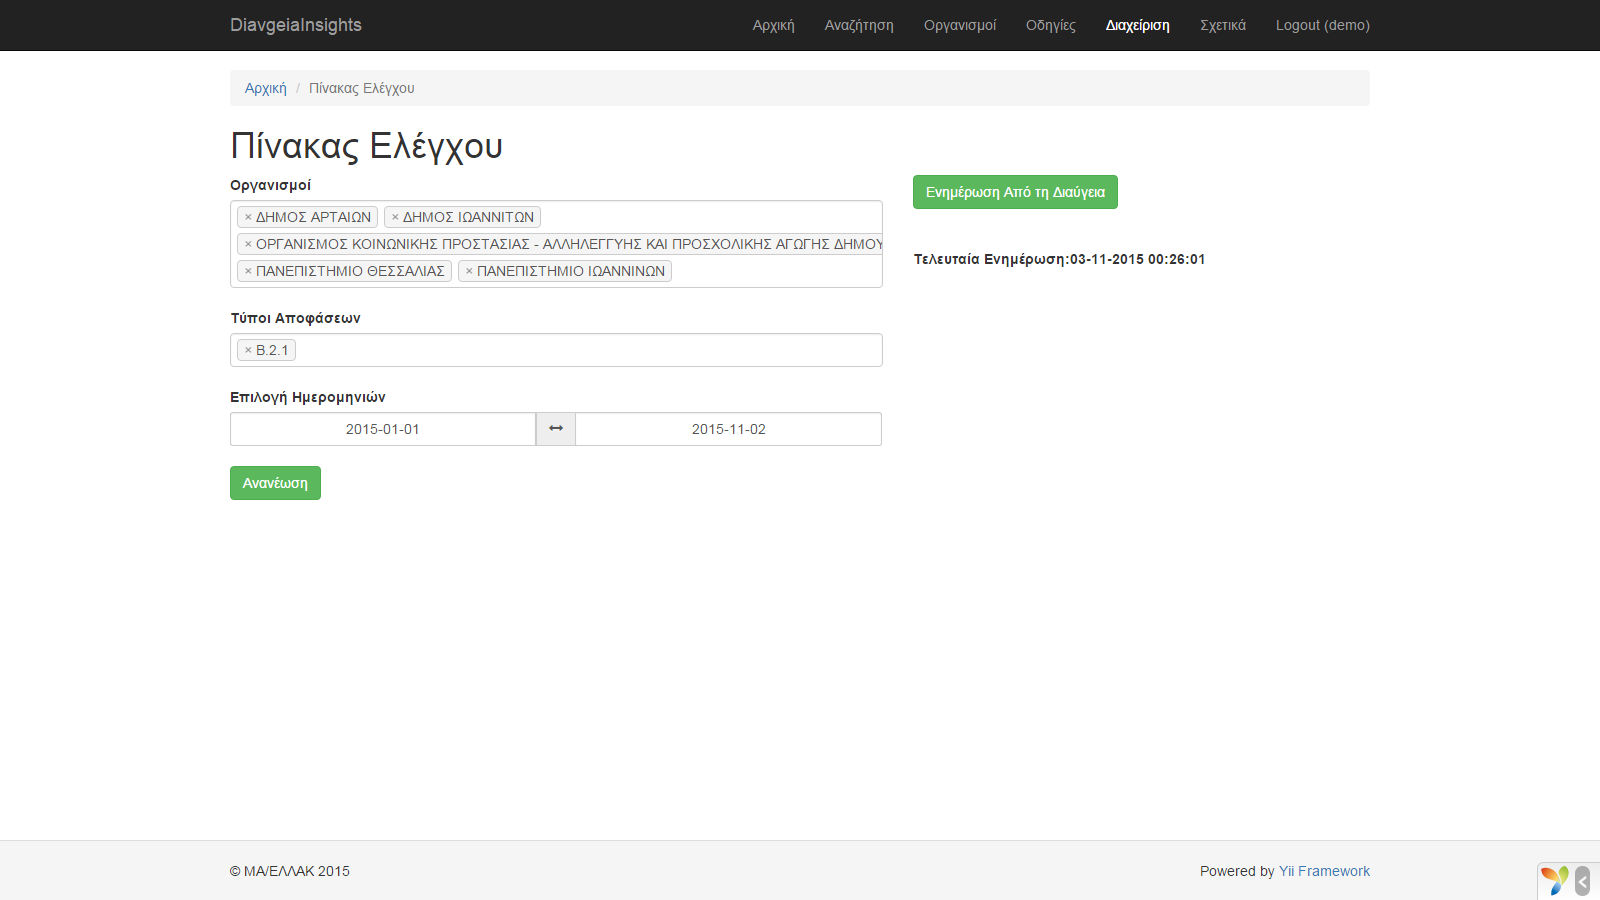 DiavgeiaInsights Αρχική Αναζήτηση Οργανισμοί Οδηγίες Διαχείριση Σχετικά Logout (demo)
Αρχική / Πίνακας Ελέγχου
Πίνακας Ελέγχου
Οργανισμοί
× ΔΗΜΟΣ ΑΡΤΑΙΩΝ × ΔΗΜΟΣ ΙΩΑΝΝΙΤΩΝ
× ΟΡΓΑΝΙΣΜΟΣ ΚΟΙΝΩΝΙΚΗΣ ΠΡΟΣΤΑΣΙΑΣ - ΑΛΛΗΛΕΓΓΥΗΣ ΚΑΙ ΠΡΟΣΧΟΛΙΚΗΣ ΑΓΩΓΗΣ ΔΗΜΟΥ
× ΠΑΝΕΠΙΣΤΗΜΙΟ ΘΕΣΣΑΛΙΑΣ × ΠΑΝΕΠΙΣΤΗΜΙΟ ΙΩΑΝΝΙΝΩΝ
Τύποι Αποφάσεων
× Β.2.1
Επιλογή Ημερομηνιών
2015-01-01 ↔ 2015-11-02
Ανανέωση
Ενημέρωση Από τη Διαύγεια
Τελευταία Ενημέρωση:03-11-2015 00:26:01
© ΜΑ/ΕΛΛΑΚ 2015
Powered by Yii Framework